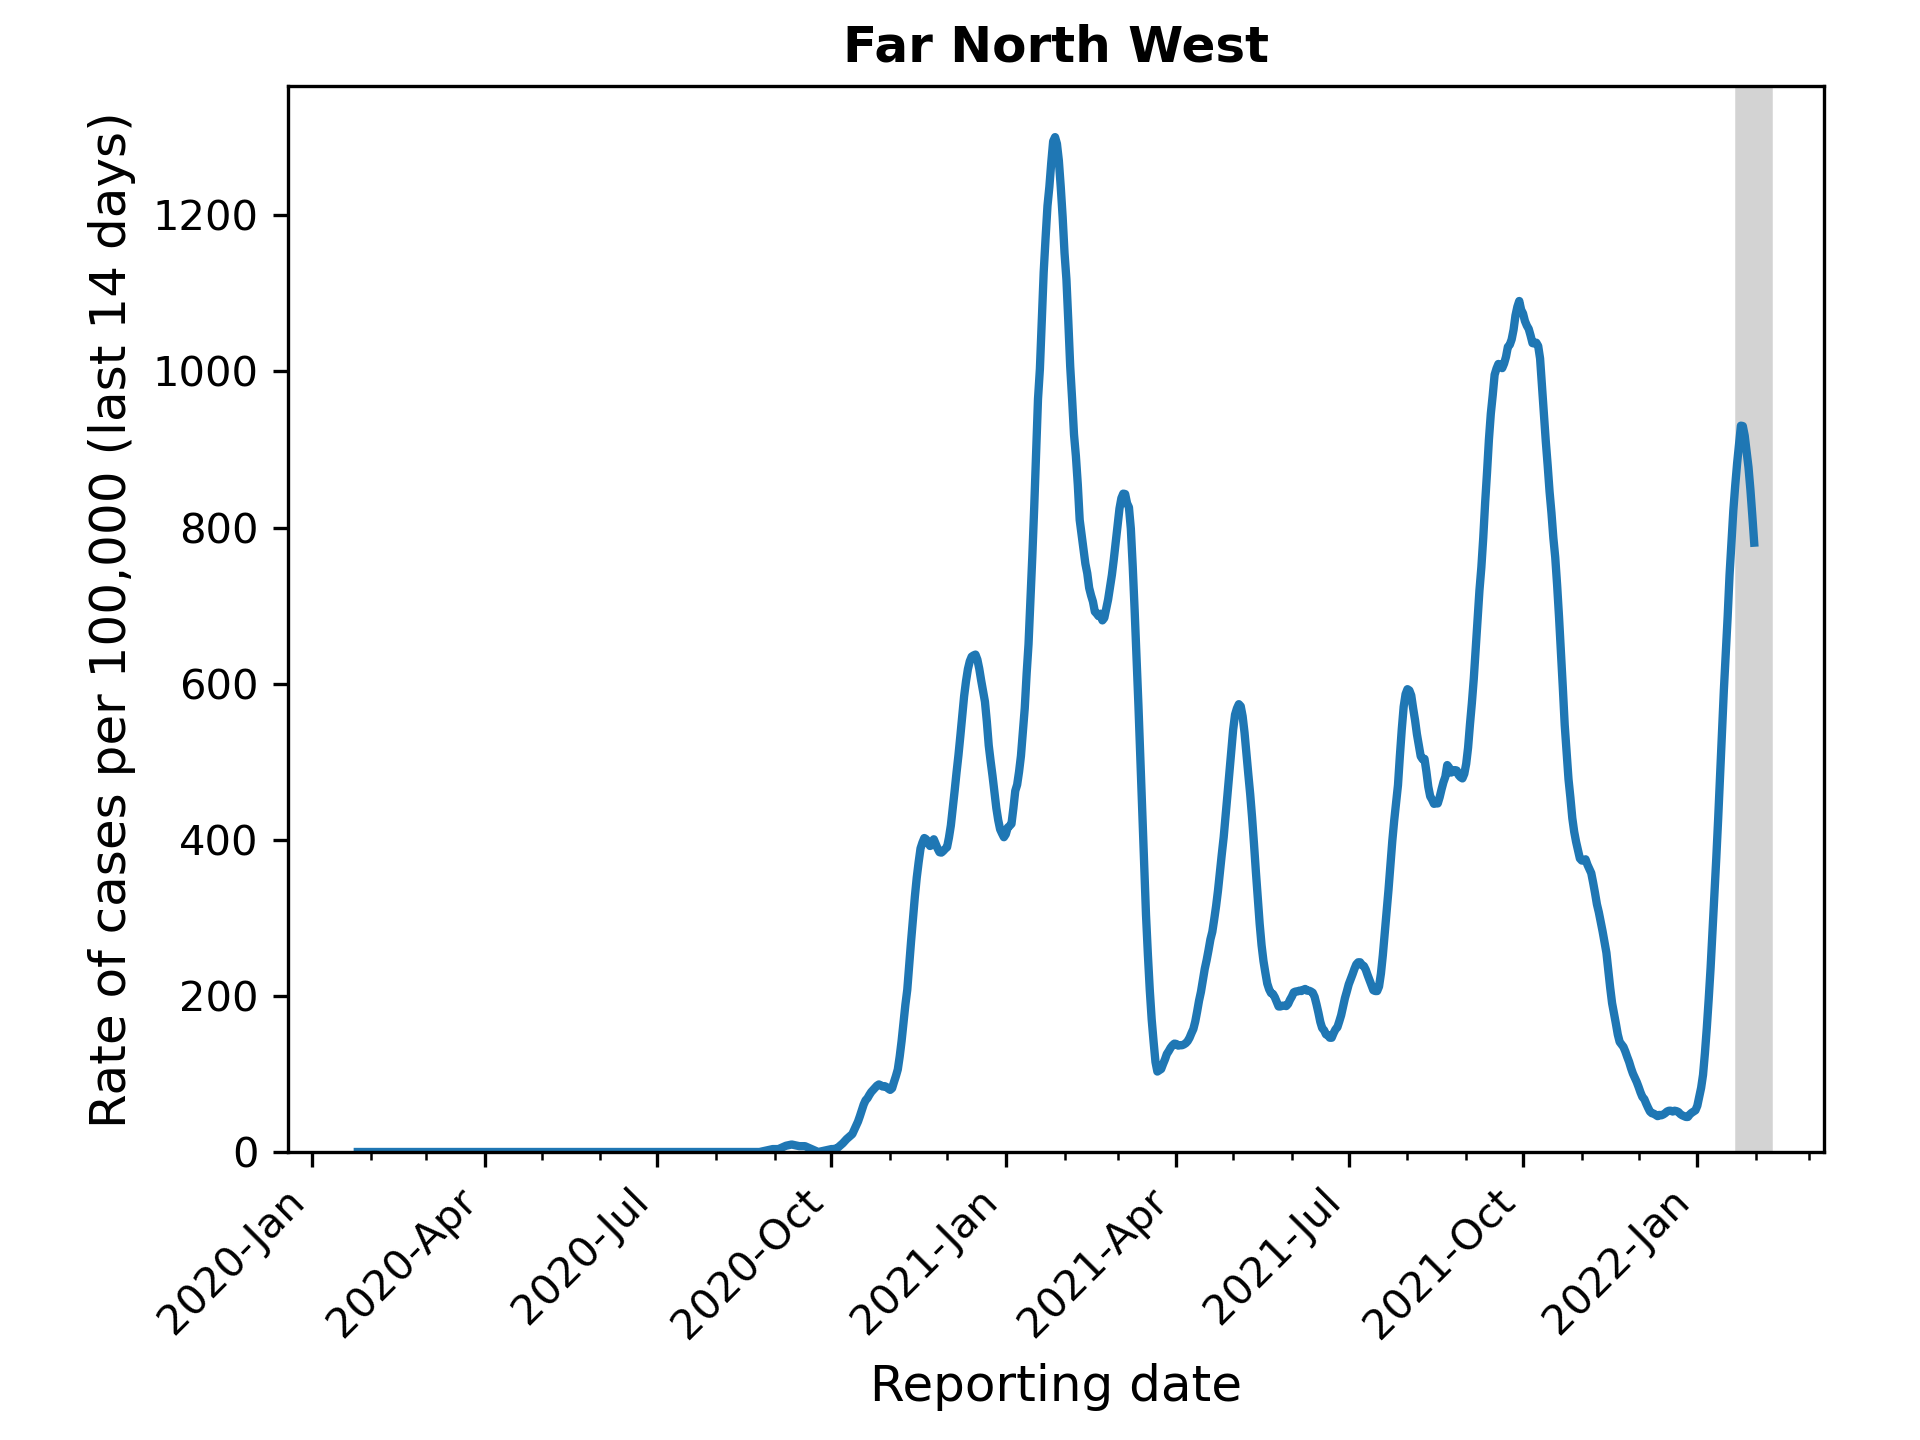 Far North West
Rate of cases per 100,000 (last 14 days)
1200
1000
800
600
400
200
0
2020-Jan
2020-Apr
2020-Jul
2020-Oct
2021-Jan
2021-Apr
2021-Jul
2021-Oct
2022-Jan
Reporting date